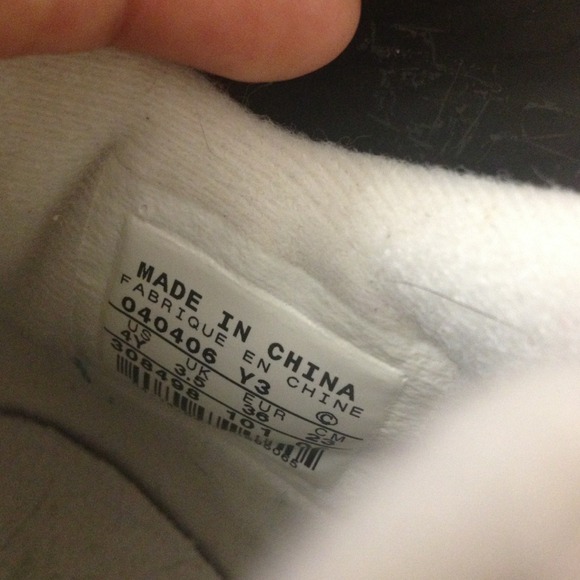 MADE IN CHINA
FABRIQUE EN CHINE
040406 Y3 ©
US UK EUR CM
4Y 3.5 36 23
308498 101 1